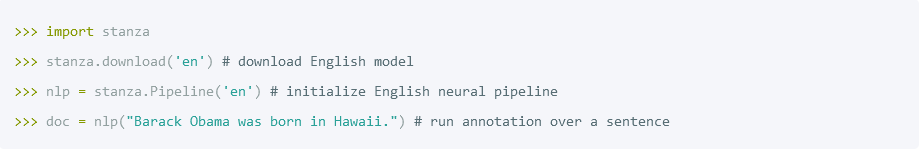 >>> import stanza
>>> stanza.download('en') # download English model
>>> nlp = stanza.Pipeline('en') # initialize English neural pipeline
>>> doc = nlp("Barack Obama was born in Hawaii.") # run annotation over a sentence